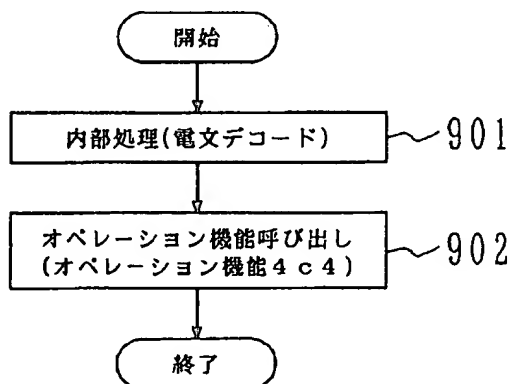 開始
内部処理(電文デコード)
901
オペレーション機能呼び出し
(オペレーション機能4c4)
902
終了